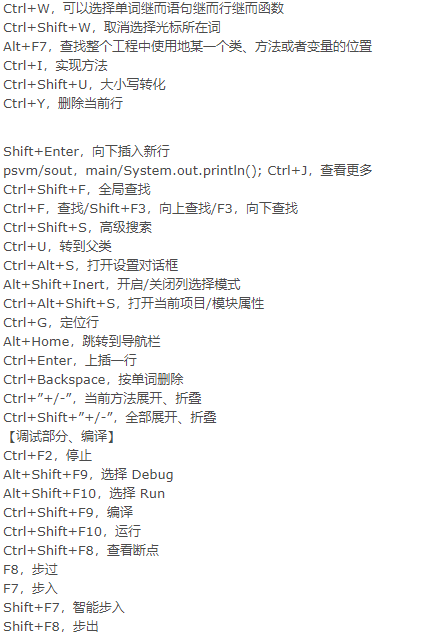 Ctrl+W，可以选择单词继而语句继而行继而函数
Ctrl+Shift+W，取消选择光标所在词
Alt+F7，查找整个工程中使用地某一个类、方法或者变量的位置
Ctrl+I，实现方法
Ctrl+Shift+U，大小写转化
Ctrl+Y，删除当前行
Shift+Enter，向下插入新行
psvm/sout，main/System.out.println(); Ctrl+J，查看更多
Ctrl+Shift+F，全局查找
Ctrl+F，查找/Shift+F3，向上查找/F3，向下查找
Ctrl+Shift+S，高级搜索
Ctrl+U，转到父类
Ctrl+Alt+S，打开设置对话框
Alt+Shift+Inert，开启/关闭列选择模式
Ctrl+Alt+Shift+S，打开当前项目/模块属性
Ctrl+G，定位行
Alt+Home，跳转到导航栏
Ctrl+Enter，上插一行
Ctrl+Backspace，按单词删除
Ctrl+”+/-”，当前方法展开、折叠
Ctrl+Shift+”+/-”，全部展开、折叠
【调试部分、编译】
Ctrl+F2，停止
Alt+Shift+F9，选择 Debug
Alt+Shift+F10，选择 Run
Ctrl+Shift+F9，编译
Ctrl+Shift+F10，运行
Ctrl+Shift+F8，查看断点
F8，步过
F7，步入
Shift+F7，智能步入
Shift+F8，步出